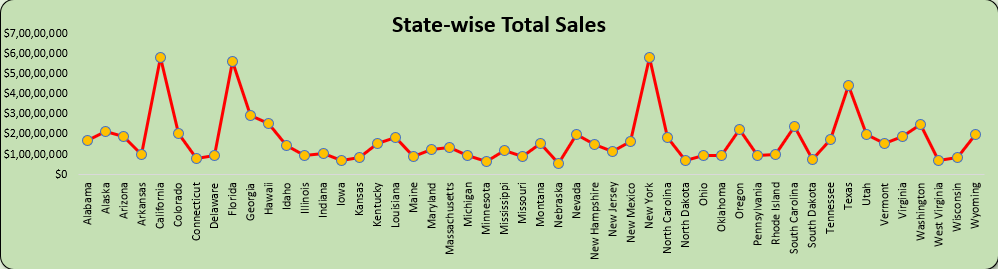 State-wise Total Sales
$7,00,00,000
$6,00,00,000
$5,00,00,000
$4,00,00,000
$3,00,00,000
$2,00,00,000
$1,00,00,000
$0
Alabama
Alaska
Arizona
Arkansas
California
Colorado
Connecticut
Delaware
Florida
Georgia
Hawaii
Idaho
Illinois
Indiana
Iowa
Kansas
Kentucky
Louisiana
Maine
Maryland
Massachusetts
Michigan
Minnesota
Mississippi
Missouri
Montana
Nebraska
Nevada
New Hampshire
New Jersey
New Mexico
New York
North Carolina
North Dakota
Ohio
Oklahoma
Oregon
Pennsylvania
Rhode Island
South Carolina
South Dakota
Tennessee
Texas
Utah
Vermont
Virginia
Washington
West Virginia
Wisconsin
Wyoming